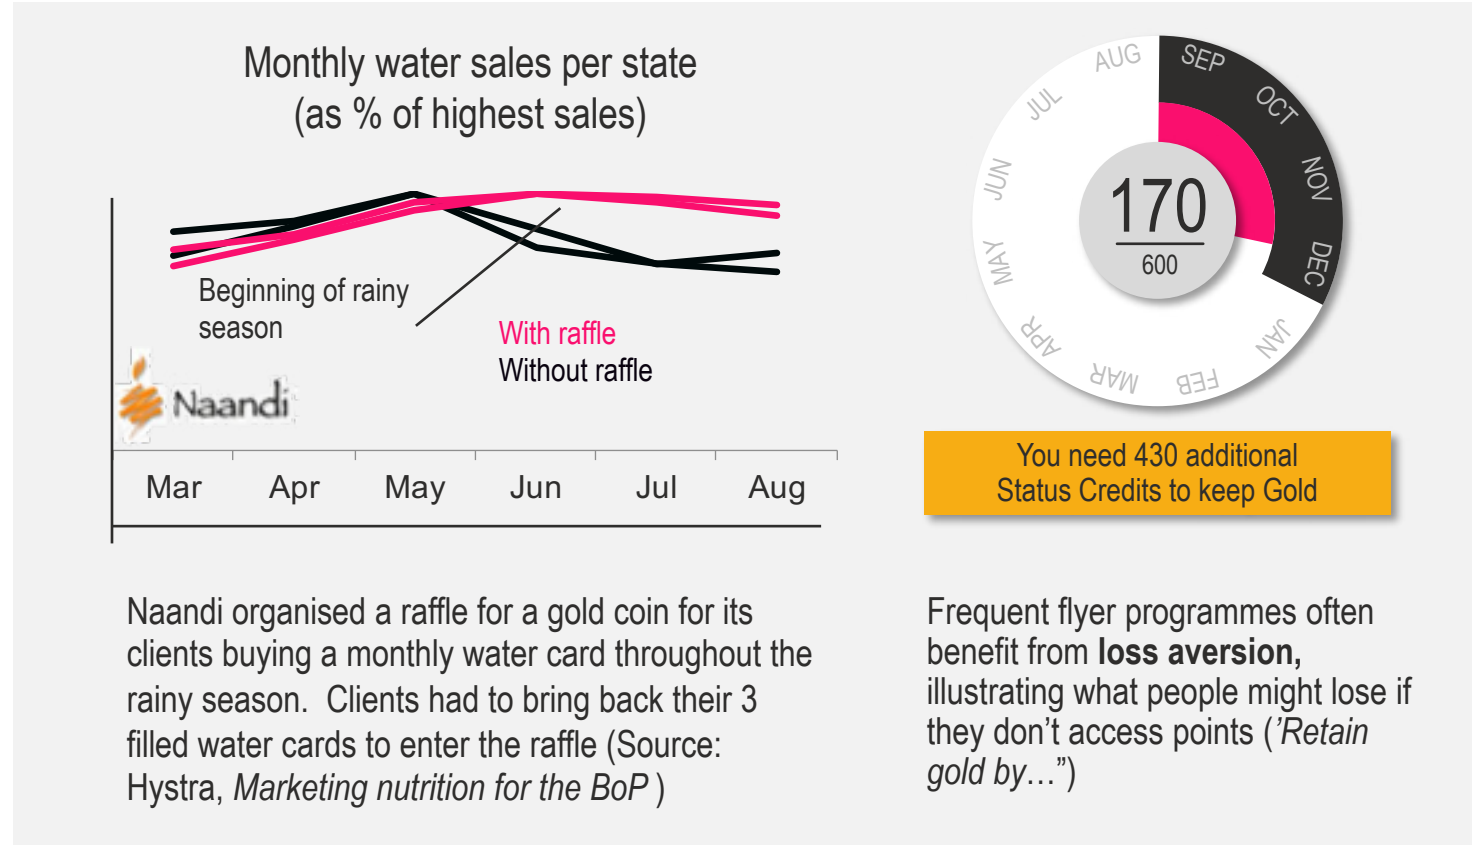 Monthly water sales per state
(as % of highest sales)
Beginning of rainy
season
With raffle
Without raffle
Naandi
Mar Apr May Jun Jul Aug
Naandi organised a raffle for a gold coin for its
clients buying a monthly water card throughout the
rainy season.  Clients had to bring back their 3
filled water cards to enter the raffle (Source:
Hystra, Marketing nutrition for the BoP )
SEP
OCT
NOV
DEC
JAN
FEB
MAR
APR
MAY
JUN
JUL
AUG
170
600
You need 430 additional
Status Credits to keep Gold
Frequent flyer programmes often
benefit from loss aversion,
illustrating what people might lose if
they don’t access points (’Retain
gold by…”)